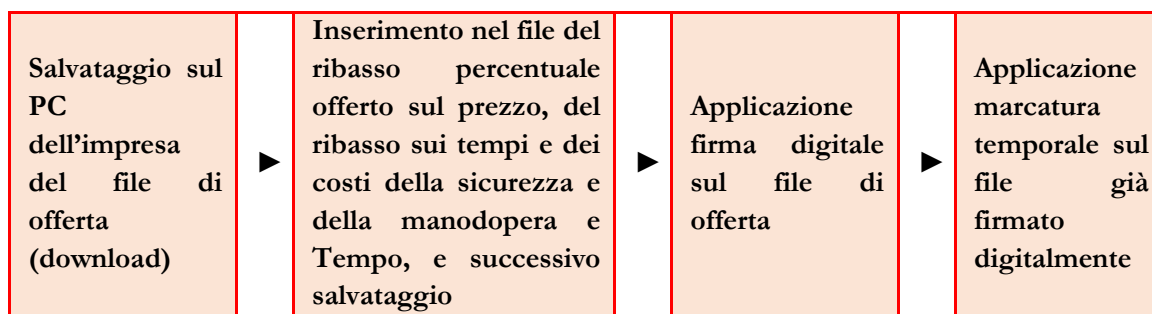 Salvataggio sul
PC
dell’impresa
del file di
offerta
(download)
►
Inserimento nel file del
ribasso percentuale
offerto sul prezzo, del
ribasso sui tempi e dei
costi della sicurezza e
della manodopera e
Tempo, e successivo
salvataggio
►
Applicazione
firma digitale
sul file di
offerta
►
Applicazione
marcatura
temporale sul
file già
firmato
digitalmente